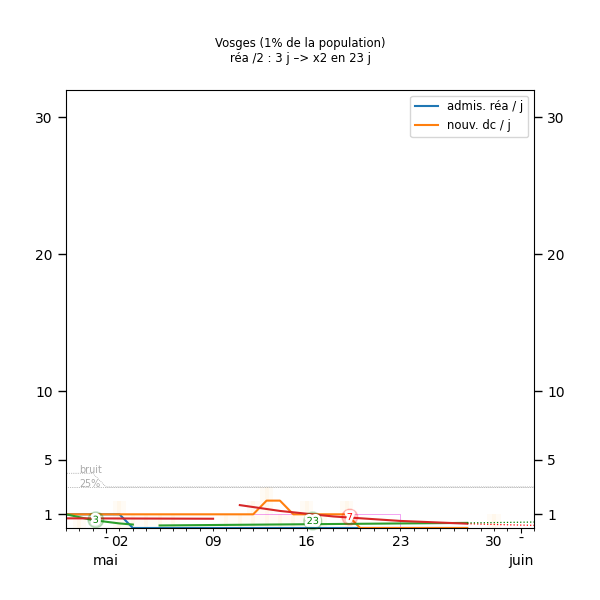 Vosges (1% de la population)
réa /2 : 3 j –> x2 en 23 j
admis. réa / j
nouv. dc / j
30
30
20
20
10
10
5
5
1
1
bruit
25%
3
23
7
02
09
16
23
30
mai
juin